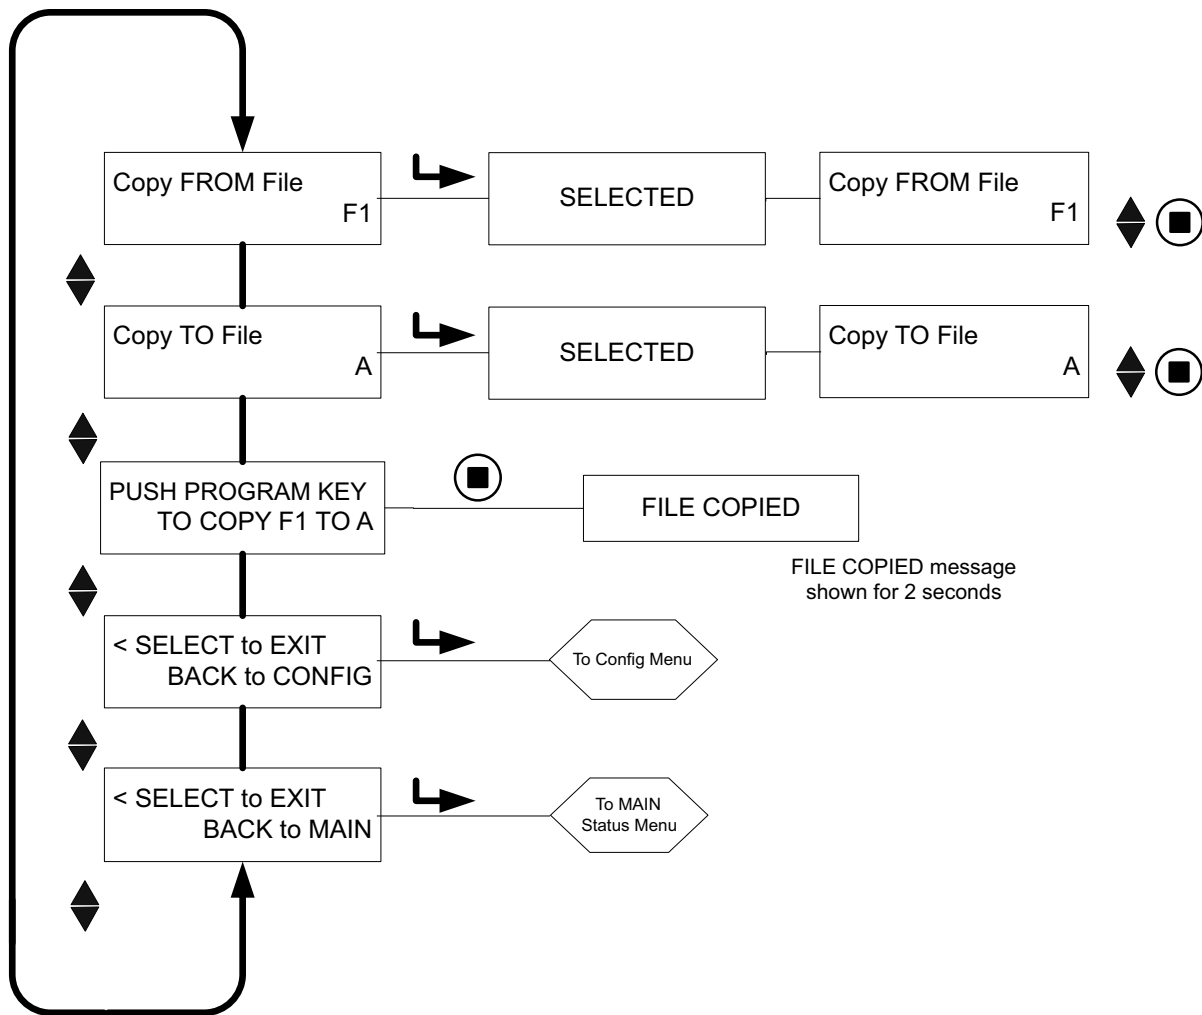 Copy FROM File
F1
SELECTED
Copy FROM File
F1
Copy TO File
A
SELECTED
Copy TO File
A
PUSH PROGRAM KEY
TO COPY F1 TO A
FILE COPIED
FILE COPIED message
shown for 2 seconds
< SELECT to EXIT
BACK to CONFIG
To Config Menu
< SELECT to EXIT
BACK to MAIN
To MAIN
Status Menu